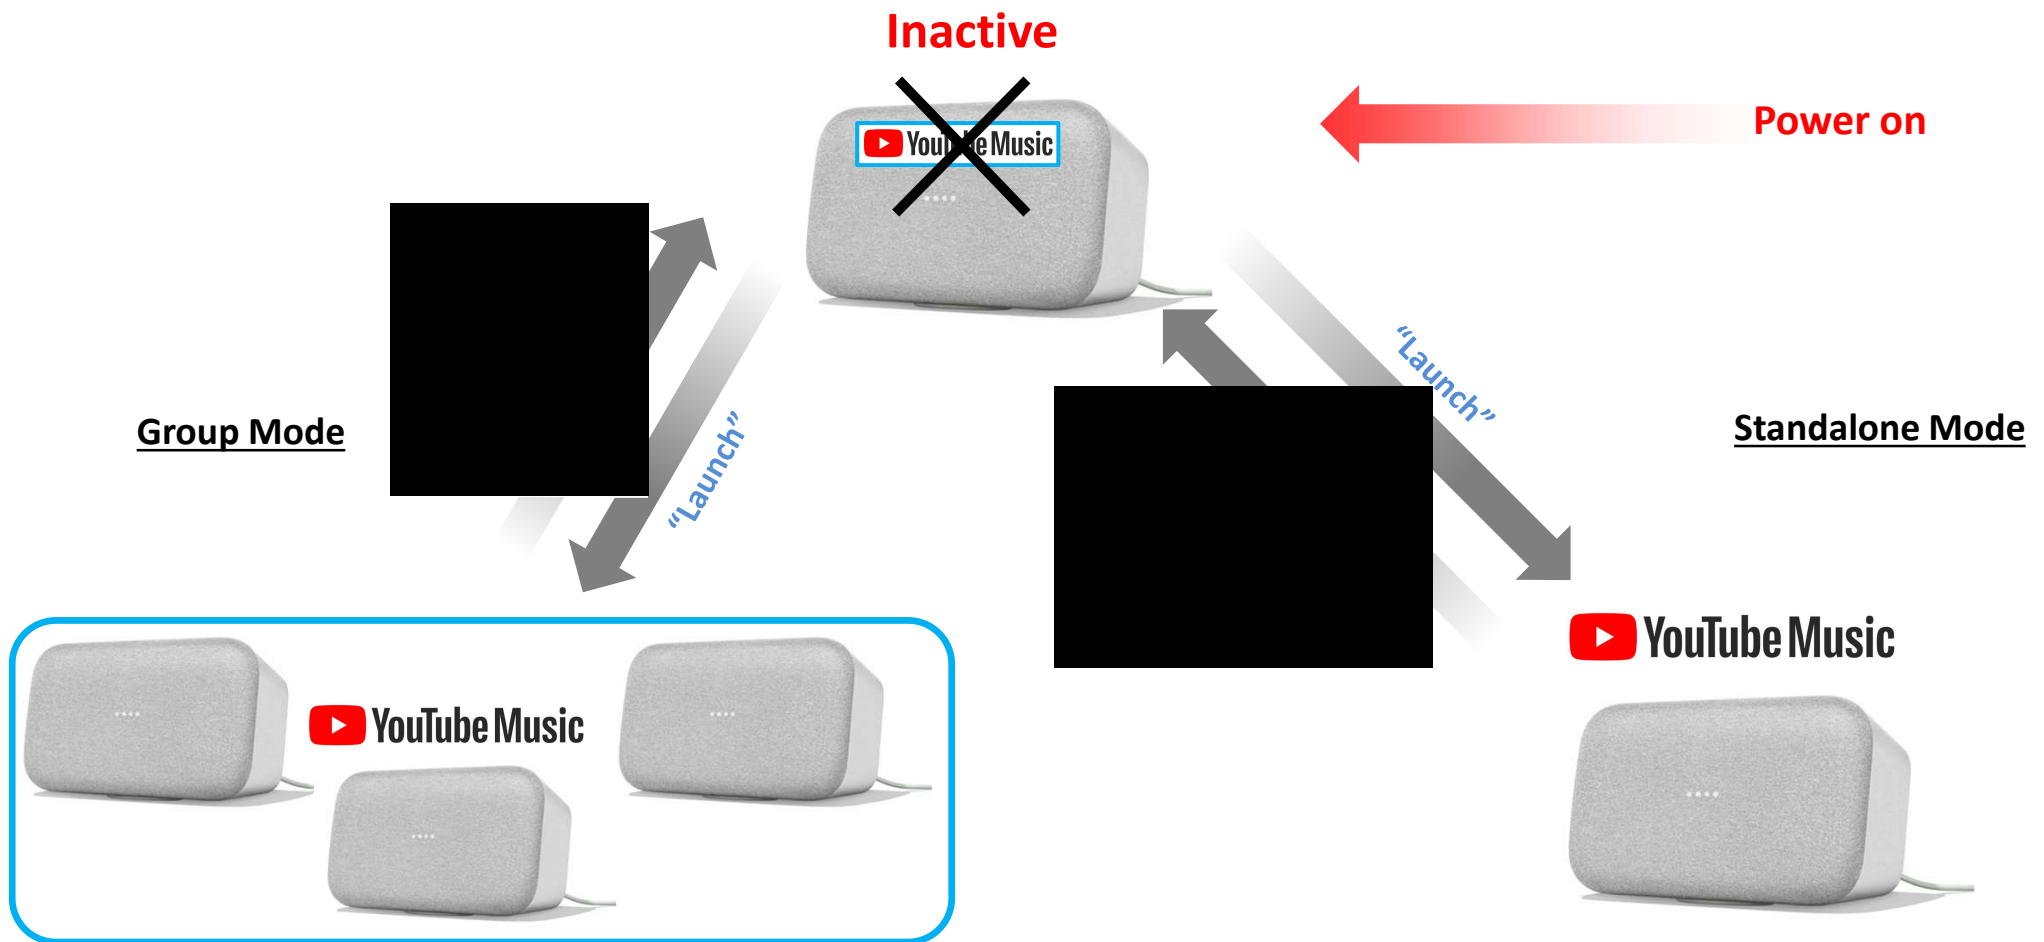 Inactive
YouTube Music
Power on
"Launch"
"Launch"
Group Mode
Standalone Mode
YouTube Music
YouTube Music